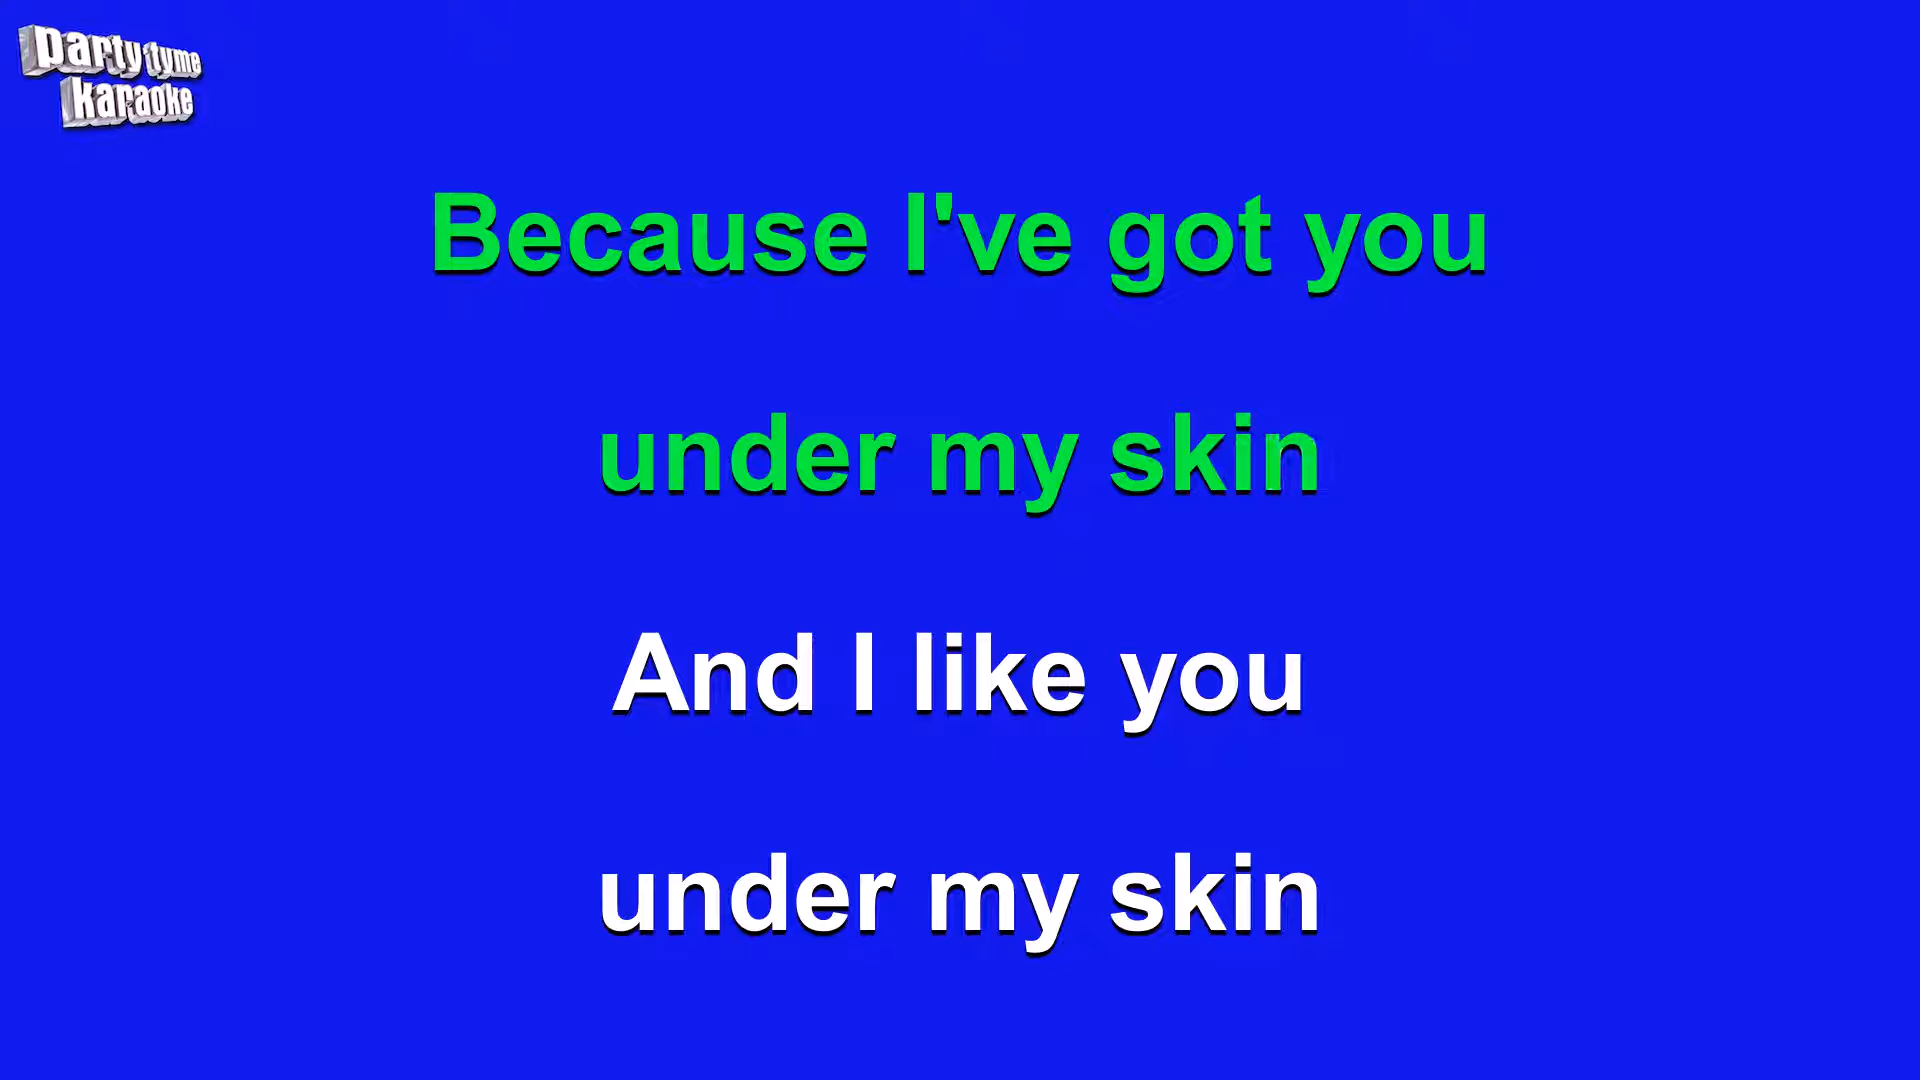 party tyme
karaoke
Because I've got you
under my skin
And I like you
under my skin